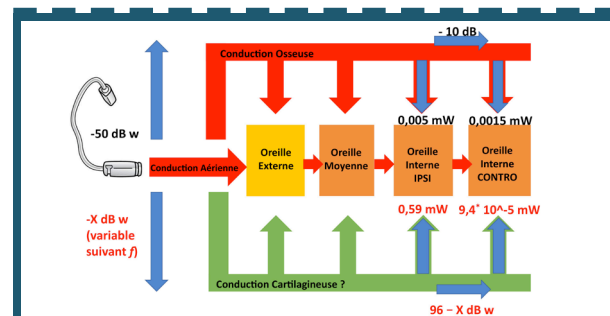 - 10 dB
Conduction Osseuse
-50 dB w
0,005 mW
0,0015 mW
Conduction Aérienne
Oreille
Externe
Oreille
Moyenne
Oreille
Interne
IPSI
Oreille
Interne
CONTRO
-X dB w
(variable
suivant f)
0,59 mW
9,4* 10^-5 mW
Conduction Cartilagineuse ?
96 – X dB w